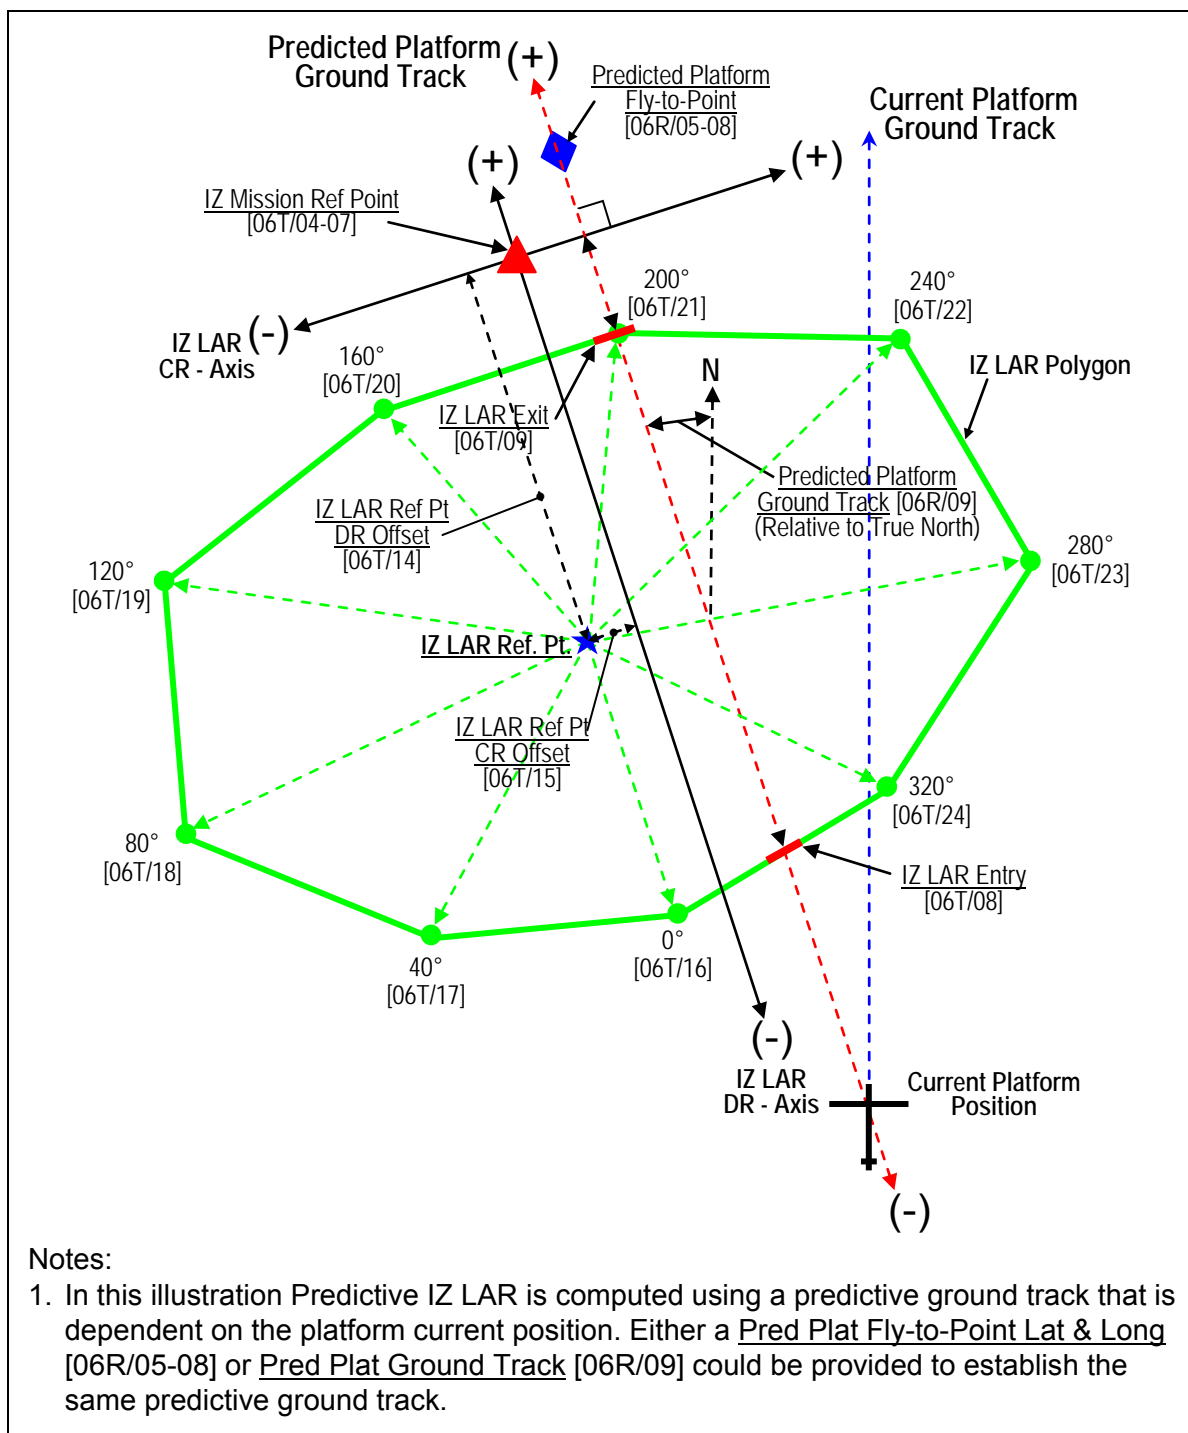 Predicted Platform
Ground Track
(+)
Predicted Platform
Fly-to-Point
[06R/05-08]
Current Platform
Ground Track
(+)
(+)
IZ Mission Ref Point
[06T/04-07]
200°
[06T/21]
240°
[06T/22]
(-)
IZ LAR
CR - Axis
160°
[06T/20]
N
IZ LAR Polygon
IZ LAR Exit
[06T/09]
Predicted Platform
Ground Track [06R/09]
(Relative to True North)
IZ LAR Ref Pt
DR Offset
[06T/14]
120°
[06T/19]
280°
[06T/23]
IZ LAR Ref. Pt.
IZ LAR Ref Pt
CR Offset
[06T/15]
320°
[06T/24]
80°
[06T/18]
IZ LAR Entry
[06T/08]
0°
[06T/16]
40°
[06T/17]
(-)
IZ LAR
DR - Axis
Current Platform
Position
(-)
Notes:
1. In this illustration Predictive IZ LAR is computed using a predictive ground track that is
dependent on the platform current position. Either a Pred Plat Fly-to-Point Lat & Long
[06R/05-08] or Pred Plat Ground Track [06R/09] could be provided to establish the
same predictive ground track.